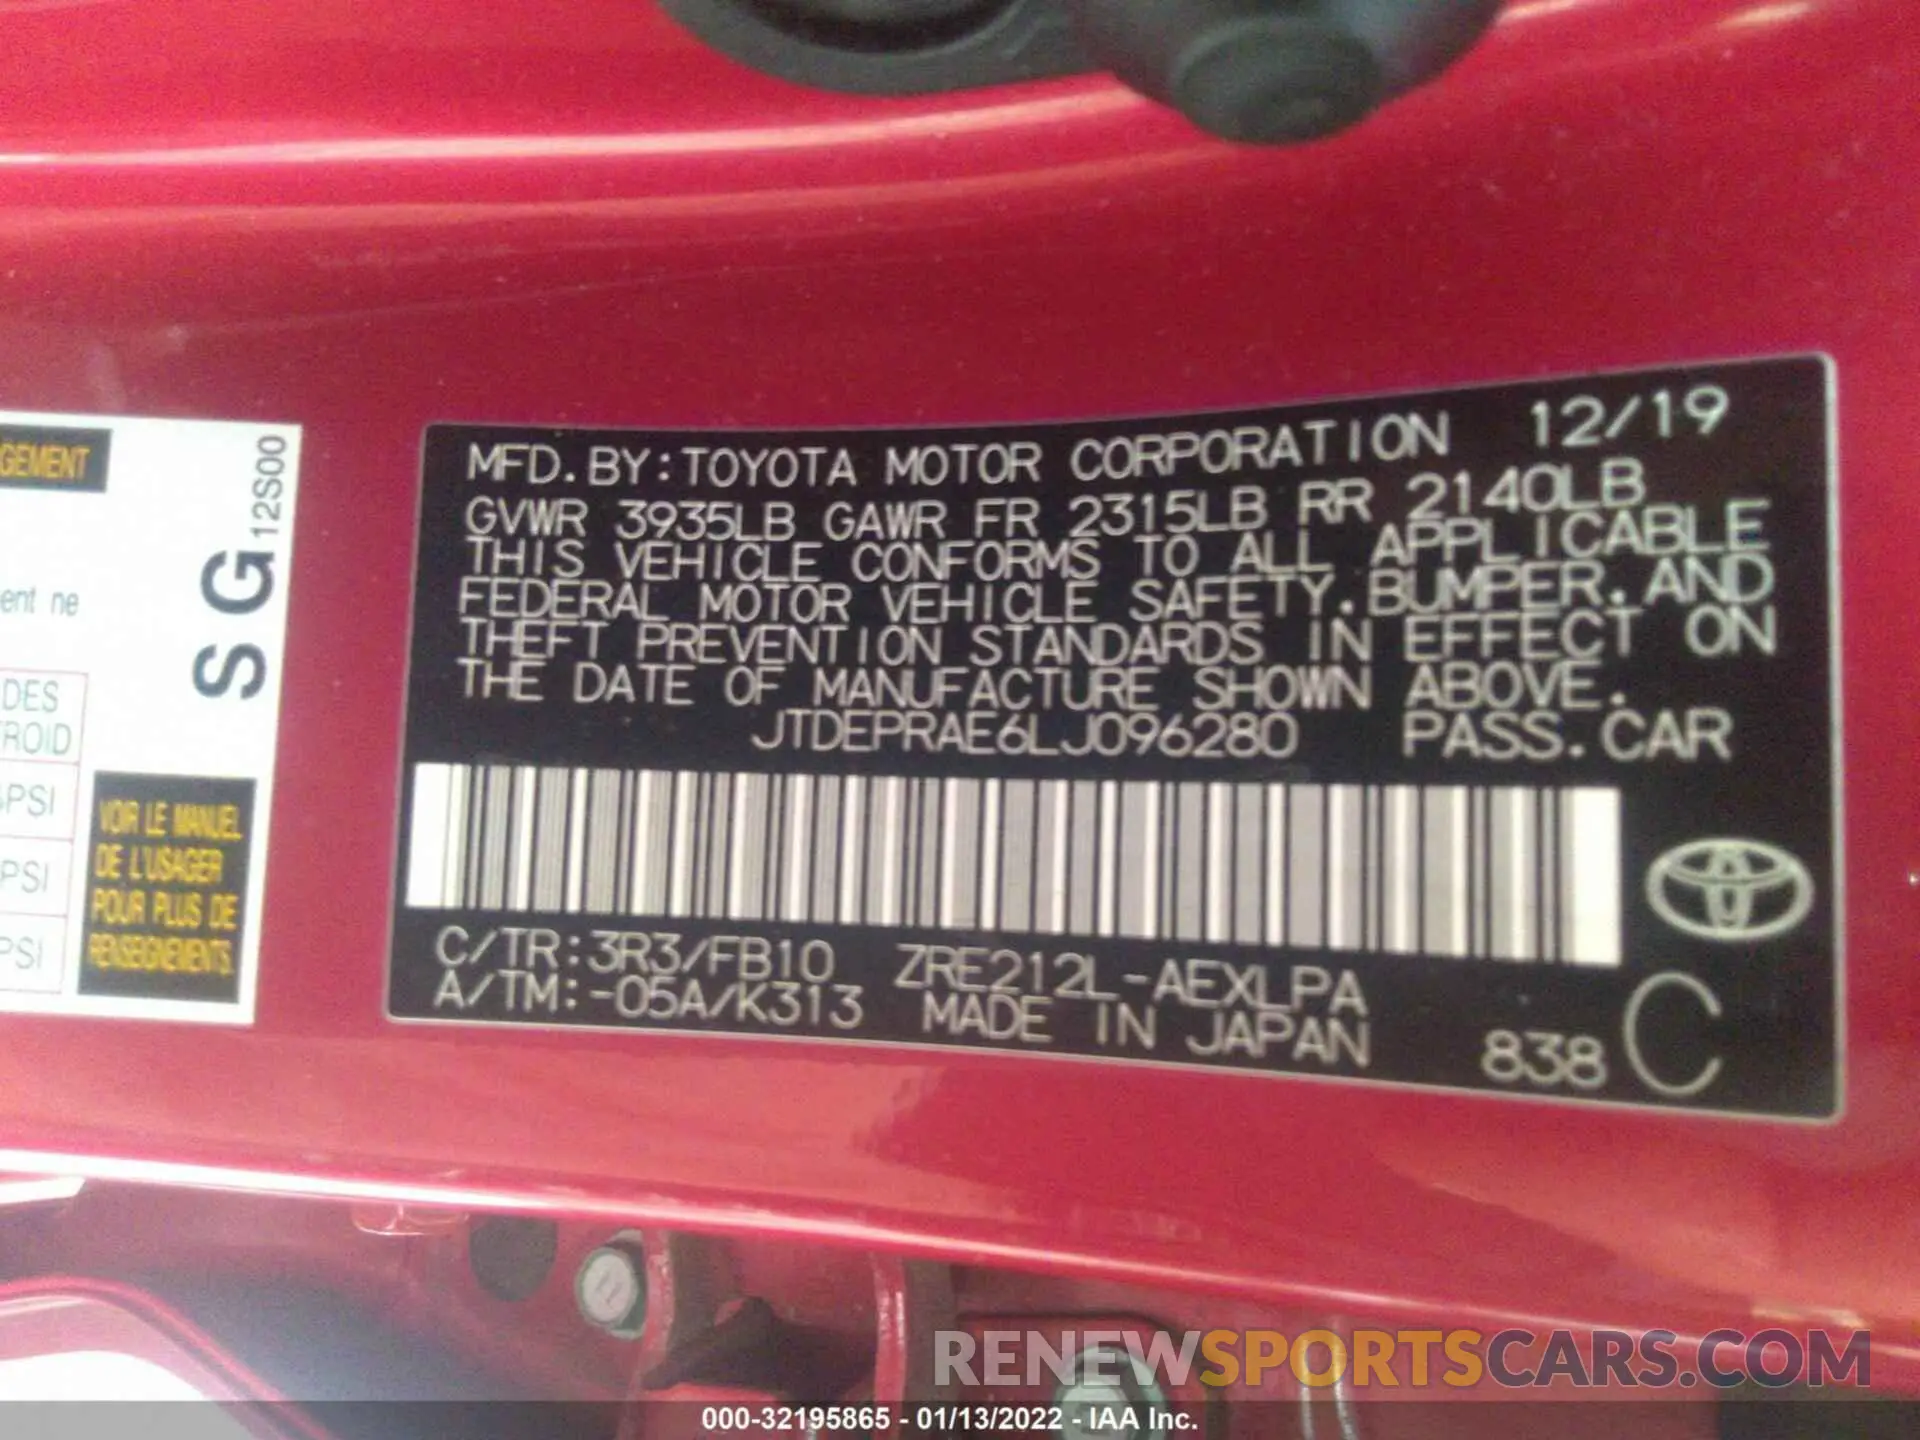 MFD.BY:TOYOTA MOTOR CORPORATION 12/19
GVWR 3935LB GAWR FR 2315LB RR 2140LB
THIS VEHICLE CONFORMS TO ALL APPLICABLE
FEDERAL MOTOR VEHICLE SAFETY,BUMPER,AND
THEFT PREVENTION STANDARDS IN EFFECT ON
THE DATE OF MANUFACTURE SHOWN ABOVE.
JTDEPRAE6LJ096280 PASS.CAR
C/TR:3R3/FB10 ZRE212L-AEXLPA
A/TM:-05A/K313 MADE IN JAPAN 838 C
GEMENT
SG 12S00
ent ne
DES
ROID
PSI
PSI
PSI
VOIR LE MANUEL
DE L'USAGER
POUR PLUS DE
RENSEIGNEMENTS.
RENEWSPORTSCARS.COM
000-32195865 - 01/13/2022 - IAA Inc.